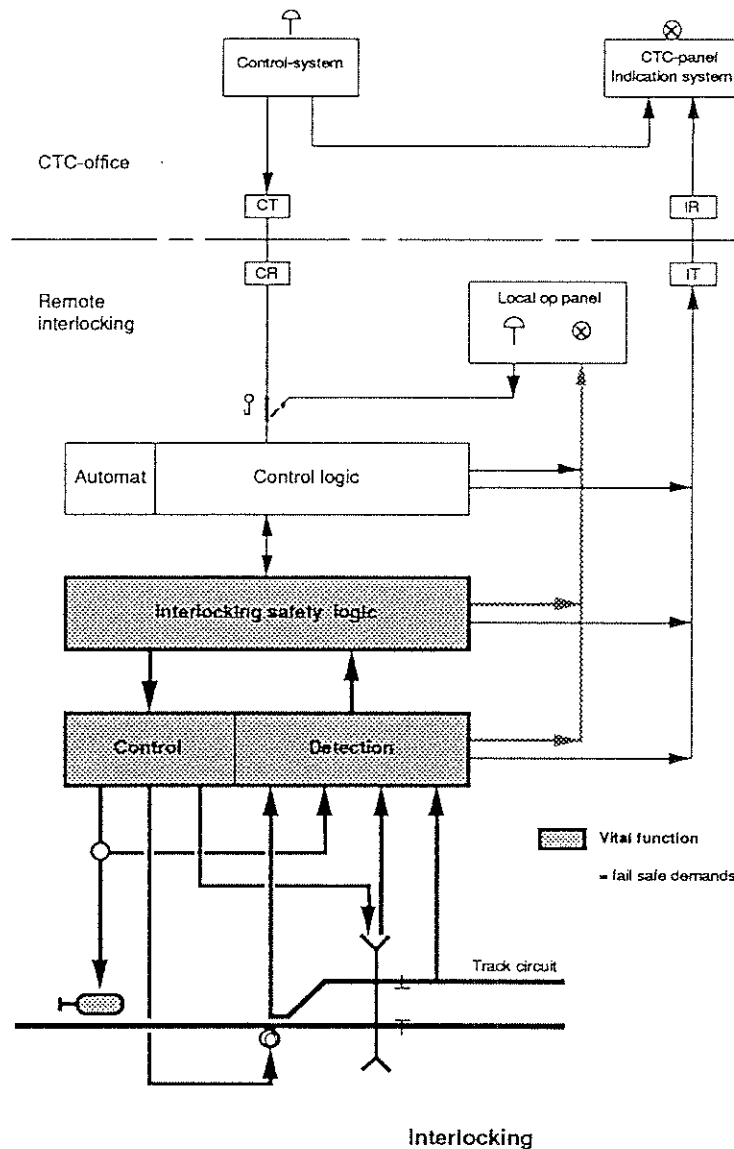 Control-system
CTC-panel
Indication system
CTC-office
CT
IR
CR
IT
Remote
interlocking
Local op panel
Automat
Control logic
Interlocking safety logic
Control
Detection
Vital function
= fail safe demands
Track circuit
Interlocking